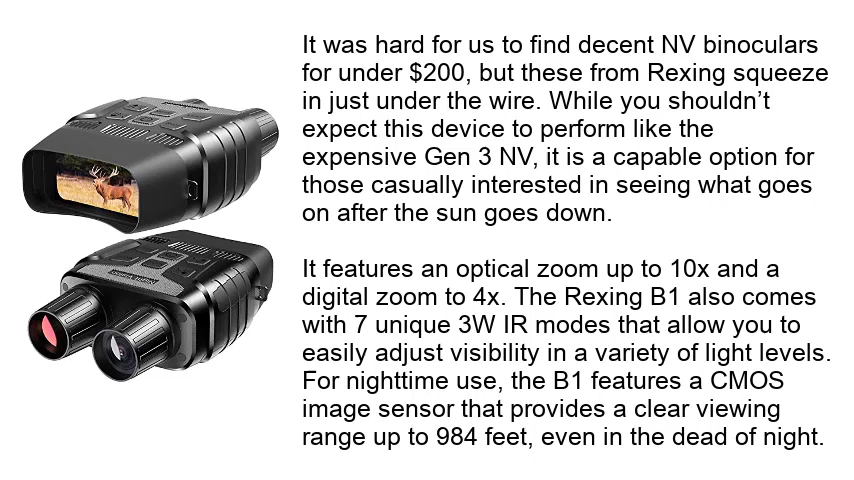 It was hard for us to find decent NV binoculars
for under $200, but these from Rexing squeeze
in just under the wire. While you shouldn’t
expect this device to perform like the
expensive Gen 3 NV, it is a capable option for
those casually interested in seeing what goes
on after the sun goes down.
It features an optical zoom up to 10x and a
digital zoom to 4x. The Rexing B1 also comes
with 7 unique 3W IR modes that allow you to
easily adjust visibility in a variety of light levels.
For nighttime use, the B1 features a CMOS
image sensor that provides a clear viewing
range up to 984 feet, even in the dead of night.